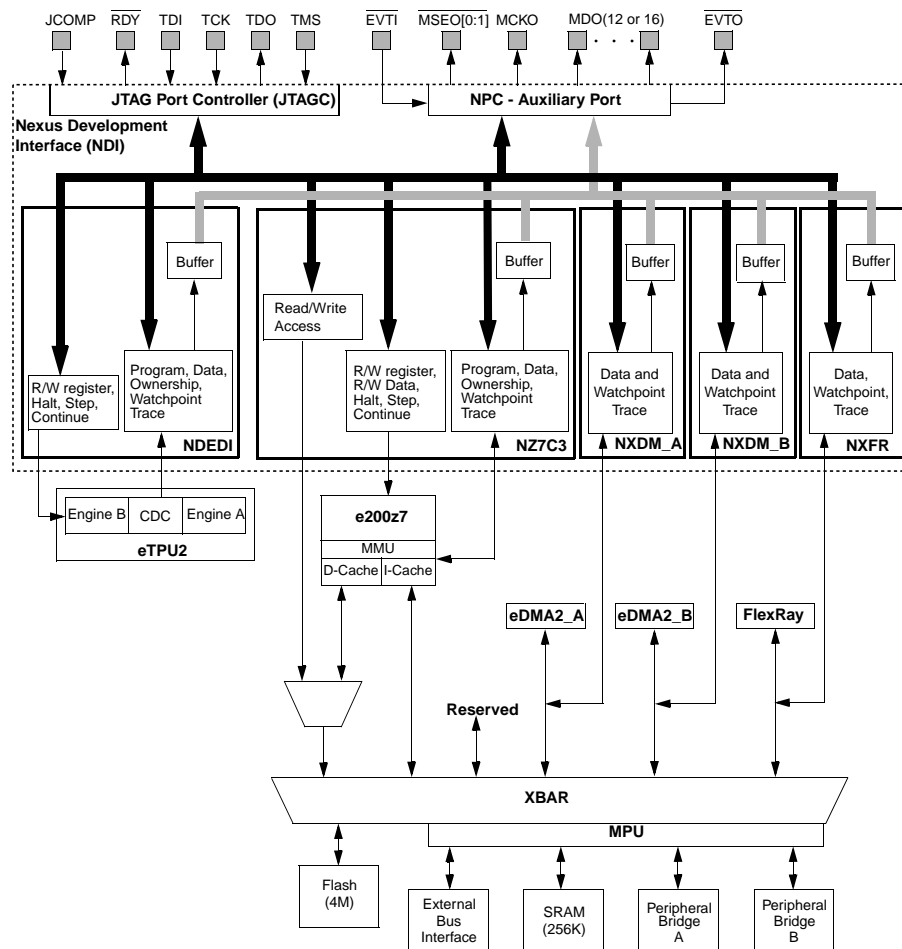 JCOMP RDY TDI TCK TDO TMS EVTI MSEO[0:1] MCKO MDO(12 or 16) EVTO
. . .
JTAG Port Controller (JTAGC)
NPC - Auxiliary Port
Nexus Development
Interface (NDI)
Buffer
R/W register,
Halt, Step,
Continue
Program, Data,
Ownership,
Watchpoint
Trace
NDEDI
Read/Write
Access
Buffer
R/W register,
R/W Data,
Halt, Step,
Continue
Program, Data,
Ownership,
Watchpoint
Trace
NZ7C3
Buffer
Data and
Watchpoint
Trace
NXDM_A
Buffer
Data and
Watchpoint
Trace
NXDM_B
Buffer
Data,
Watchpoint,
Trace
NXFR
Engine B CDC Engine A
eTPU2
e200z7
MMU
D-Cache I-Cache
eDMA2_A
eDMA2_B
FlexRay
Reserved
XBAR
MPU
Flash
(4M)
External
Bus
Interface
SRAM
(256K)
Peripheral
Bridge
A
Peripheral
Bridge
B